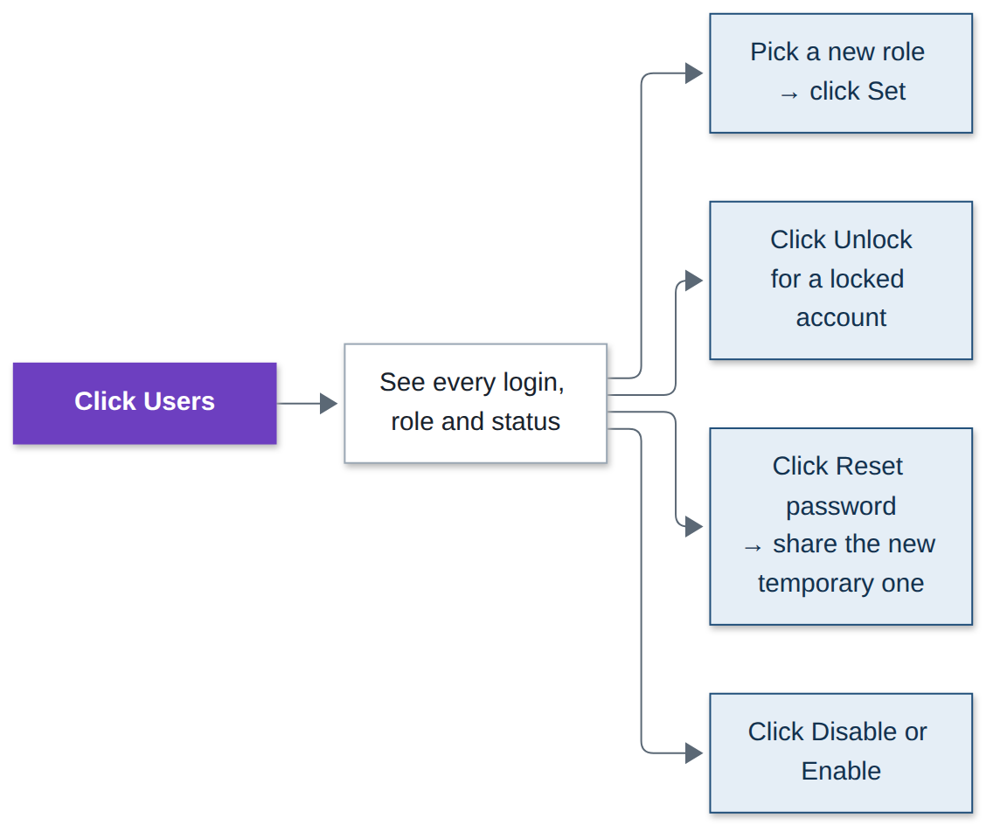 Click Users
See every login,
role and status
Pick a new role
→ click Set
Click Unlock
for a locked
account
Click Reset
password
→ share the new
temporary one
Click Disable or
Enable